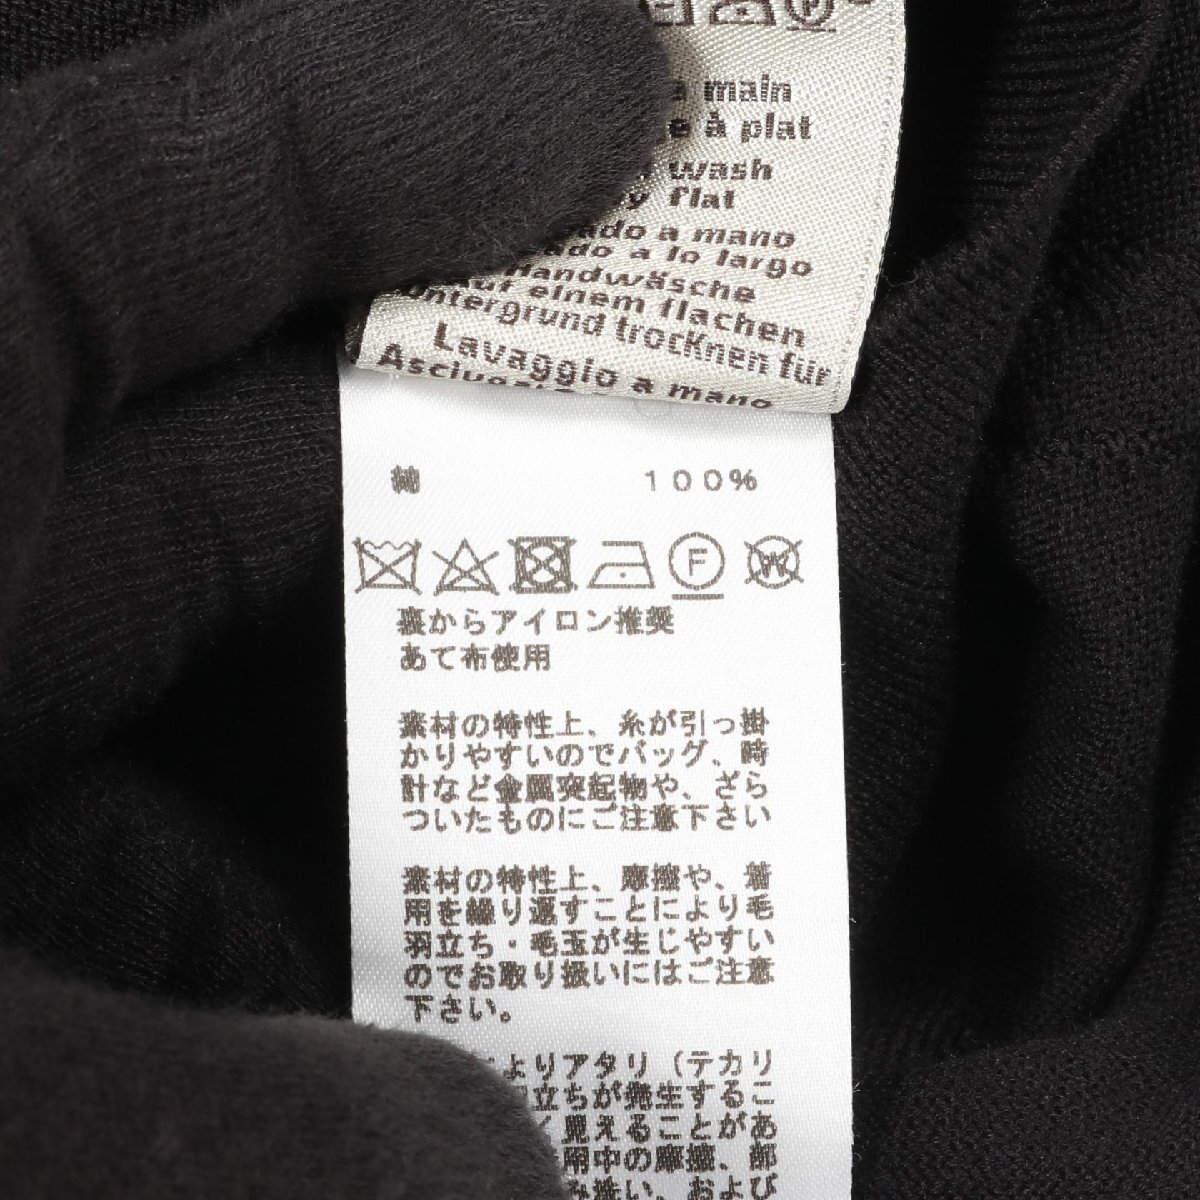 main
à plat
wash
flat
a mano
a lo largo
Handwäsche
auf einem flachen
untergrund trocknen für
Lavaggio a mano
綿 100%
F W
裏からアイロン推奨
あて布使用
素材の特性上、糸が引っ掛
かりやすいのでバッグ、時
計など金属突起物や、ざら
ついたものにご注意下さい
素材の特性上、摩擦や、着
用を繰り返すことにより毛
羽立ち・毛玉が生じやすい
のでお取り扱いにはご注意
下さい。
よりアタリ(テカリ
立ちが発生するこ
見えることがあ
用中の摩擦、部
洗い、および